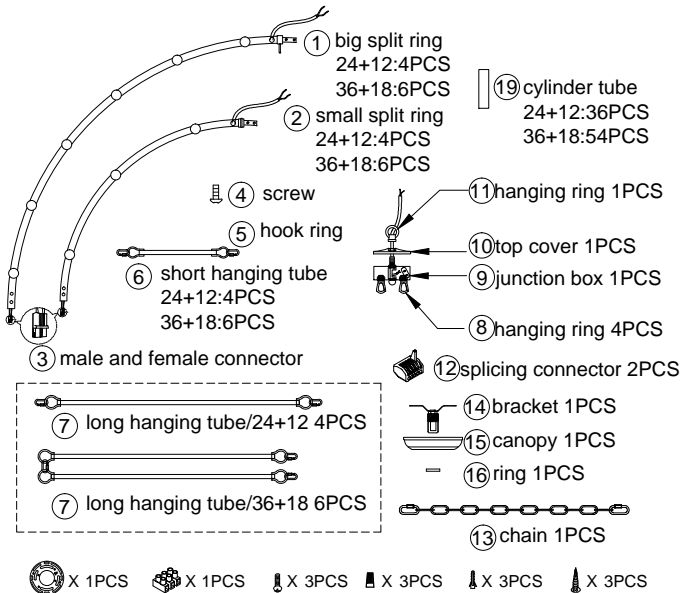 ① big split ring
24+12:4PCS
36+18:6PCS
② small split ring
24+12:4PCS
36+18:6PCS
⑲ cylinder tube
24+12:36PCS
36+18:54PCS
④ screw
⑤ hook ring
⑥ short hanging tube
24+12:4PCS
36+18:6PCS
③ male and female connector
⑪ hanging ring 1PCS
⑩ top cover 1PCS
⑨ junction box 1PCS
⑧ hanging ring 4PCS
⑫ splicing connector 2PCS
⑦ long hanging tube/24+12 4PCS
⑦ long hanging tube/36+18 6PCS
⑭ bracket 1PCS
⑮ canopy 1PCS
⑯ ring 1PCS
⑬ chain 1PCS
X 1PCS X 1PCS X 3PCS X 3PCS X 3PCS X 3PCS